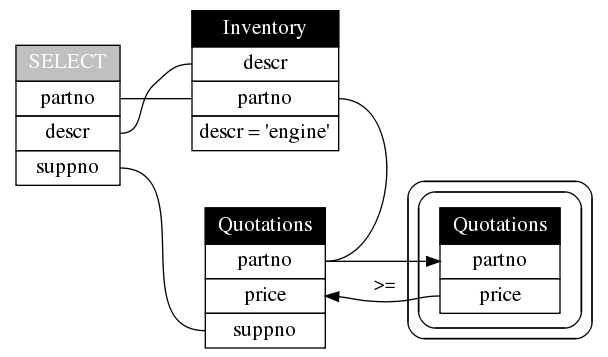 SELECT
partno
descr
suppno
Inventory
descr
partno
descr = 'engine'
Quotations
partno
price
suppno
>=
Quotations
partno
price